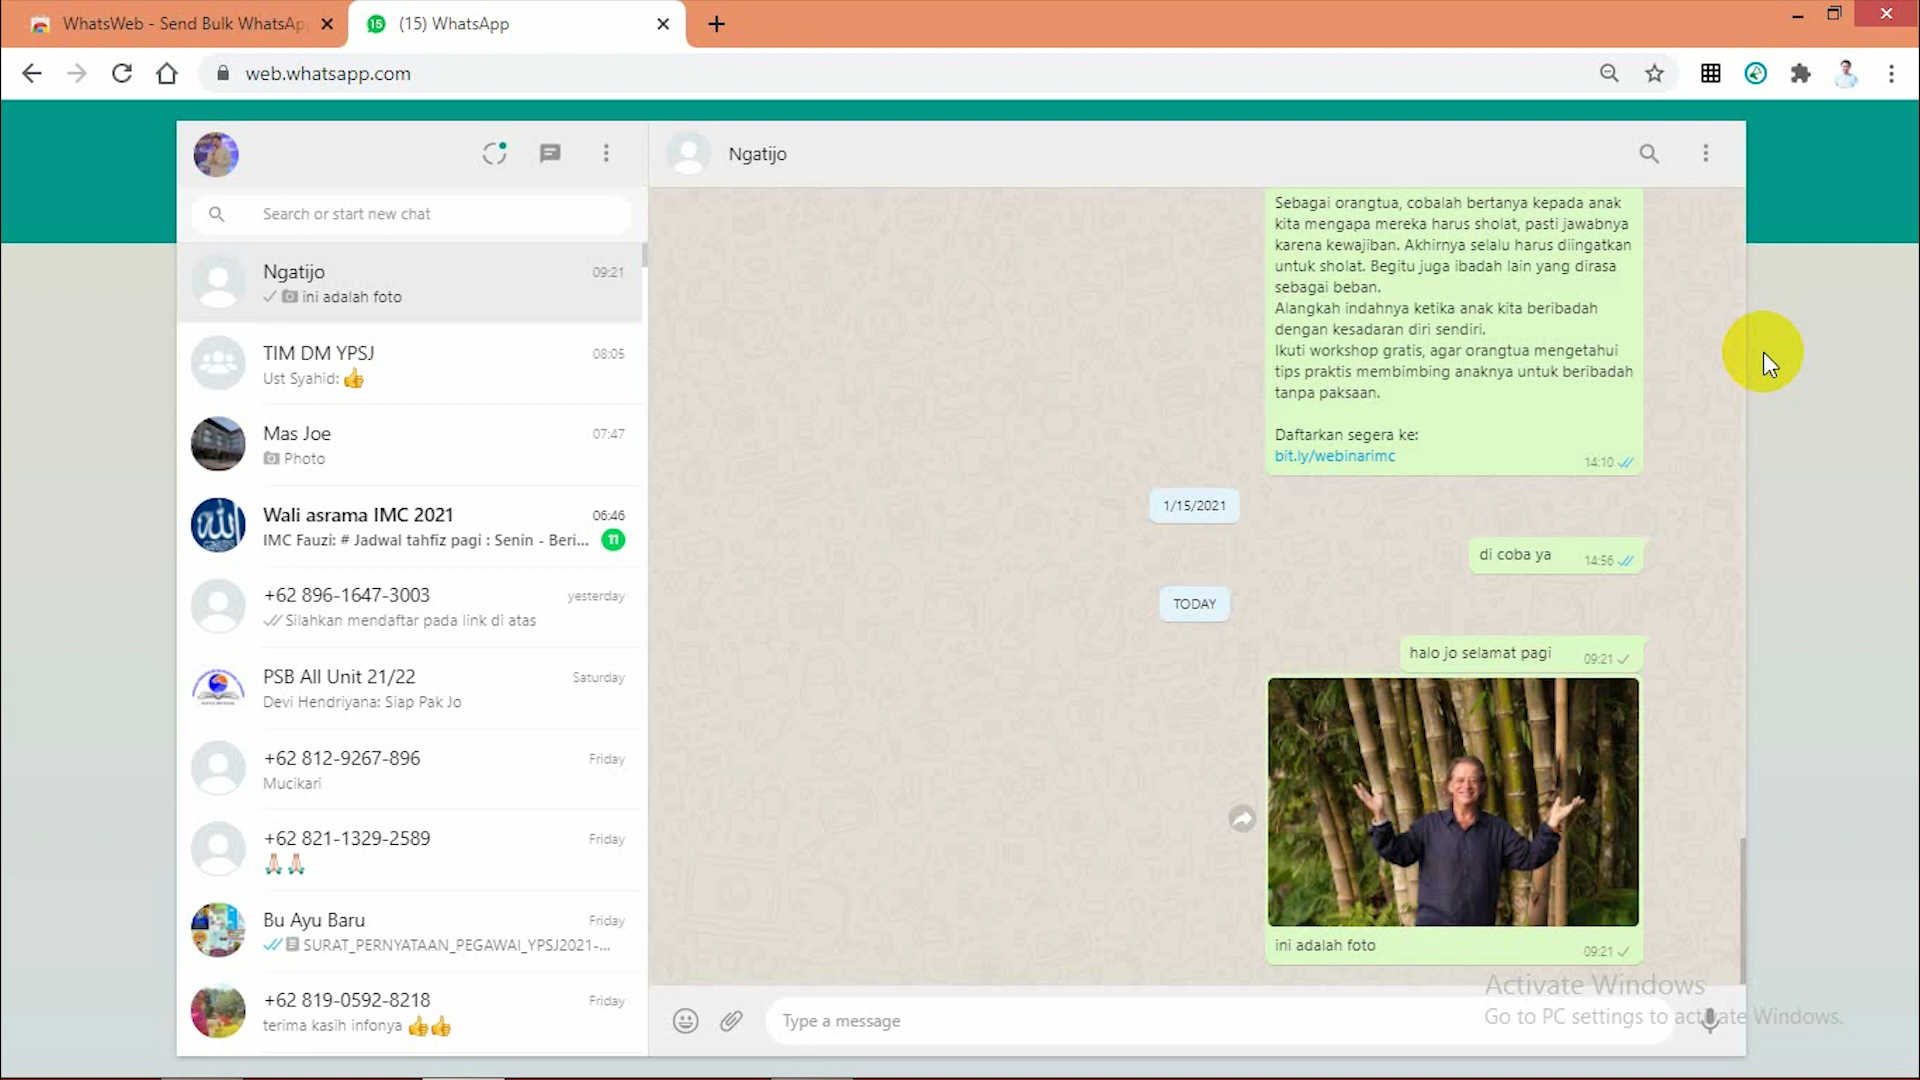 WhatsWeb - Send Bulk WhatsAp
(15) WhatsApp
web.whatsapp.com
Ngatijo
Search or start new chat
Ngatijo 09:21
ini adalah foto
TIM DM YPSJ 08:05
Ust Syahid: 👍
Mas Joe 07:47
Photo
Wali asrama IMC 2021 06:46
IMC Fauzi: # Jadwal tahfiz pagi : Senin - Beri... 11
+62 896-1647-3003 yesterday
Silahkan mendaftar pada link di atas
PSB All Unit 21/22 Saturday
Devi Hendriyana: Siap Pak Jo
+62 812-9267-896 Friday
Mucikari
+62 821-1329-2589 Friday
🙏🙏
Bu Ayu Baru Friday
SURAT_PERNYATAAN_PEGAWAI_YPSJ2021-...
+62 819-0592-8218 Friday
terima kasih infonya 👍👍
Sebagai orangtua, cobalah bertanya kepada anak
kita mengapa mereka harus sholat, pasti jawabnya
karena kewajiban. Akhirnya selalu harus diingatkan
untuk sholat. Begitu juga ibadah lain yang dirasa
sebagai beban.
Alangkah indahnya ketika anak kita beribadah
dengan kesadaran diri sendiri.
Ikuti workshop gratis, agar orangtua mengetahui
tips praktis membimbing anaknya untuk beribadah
tanpa paksaan.
Daftarkan segera ke:
bit.ly/webinarimc
14:10
1/15/2021
di coba ya 14:56
TODAY
halo jo selamat pagi 09:21
ini adalah foto 09:21
Type a message
Activate Windows
Go to PC settings to activate Windows.